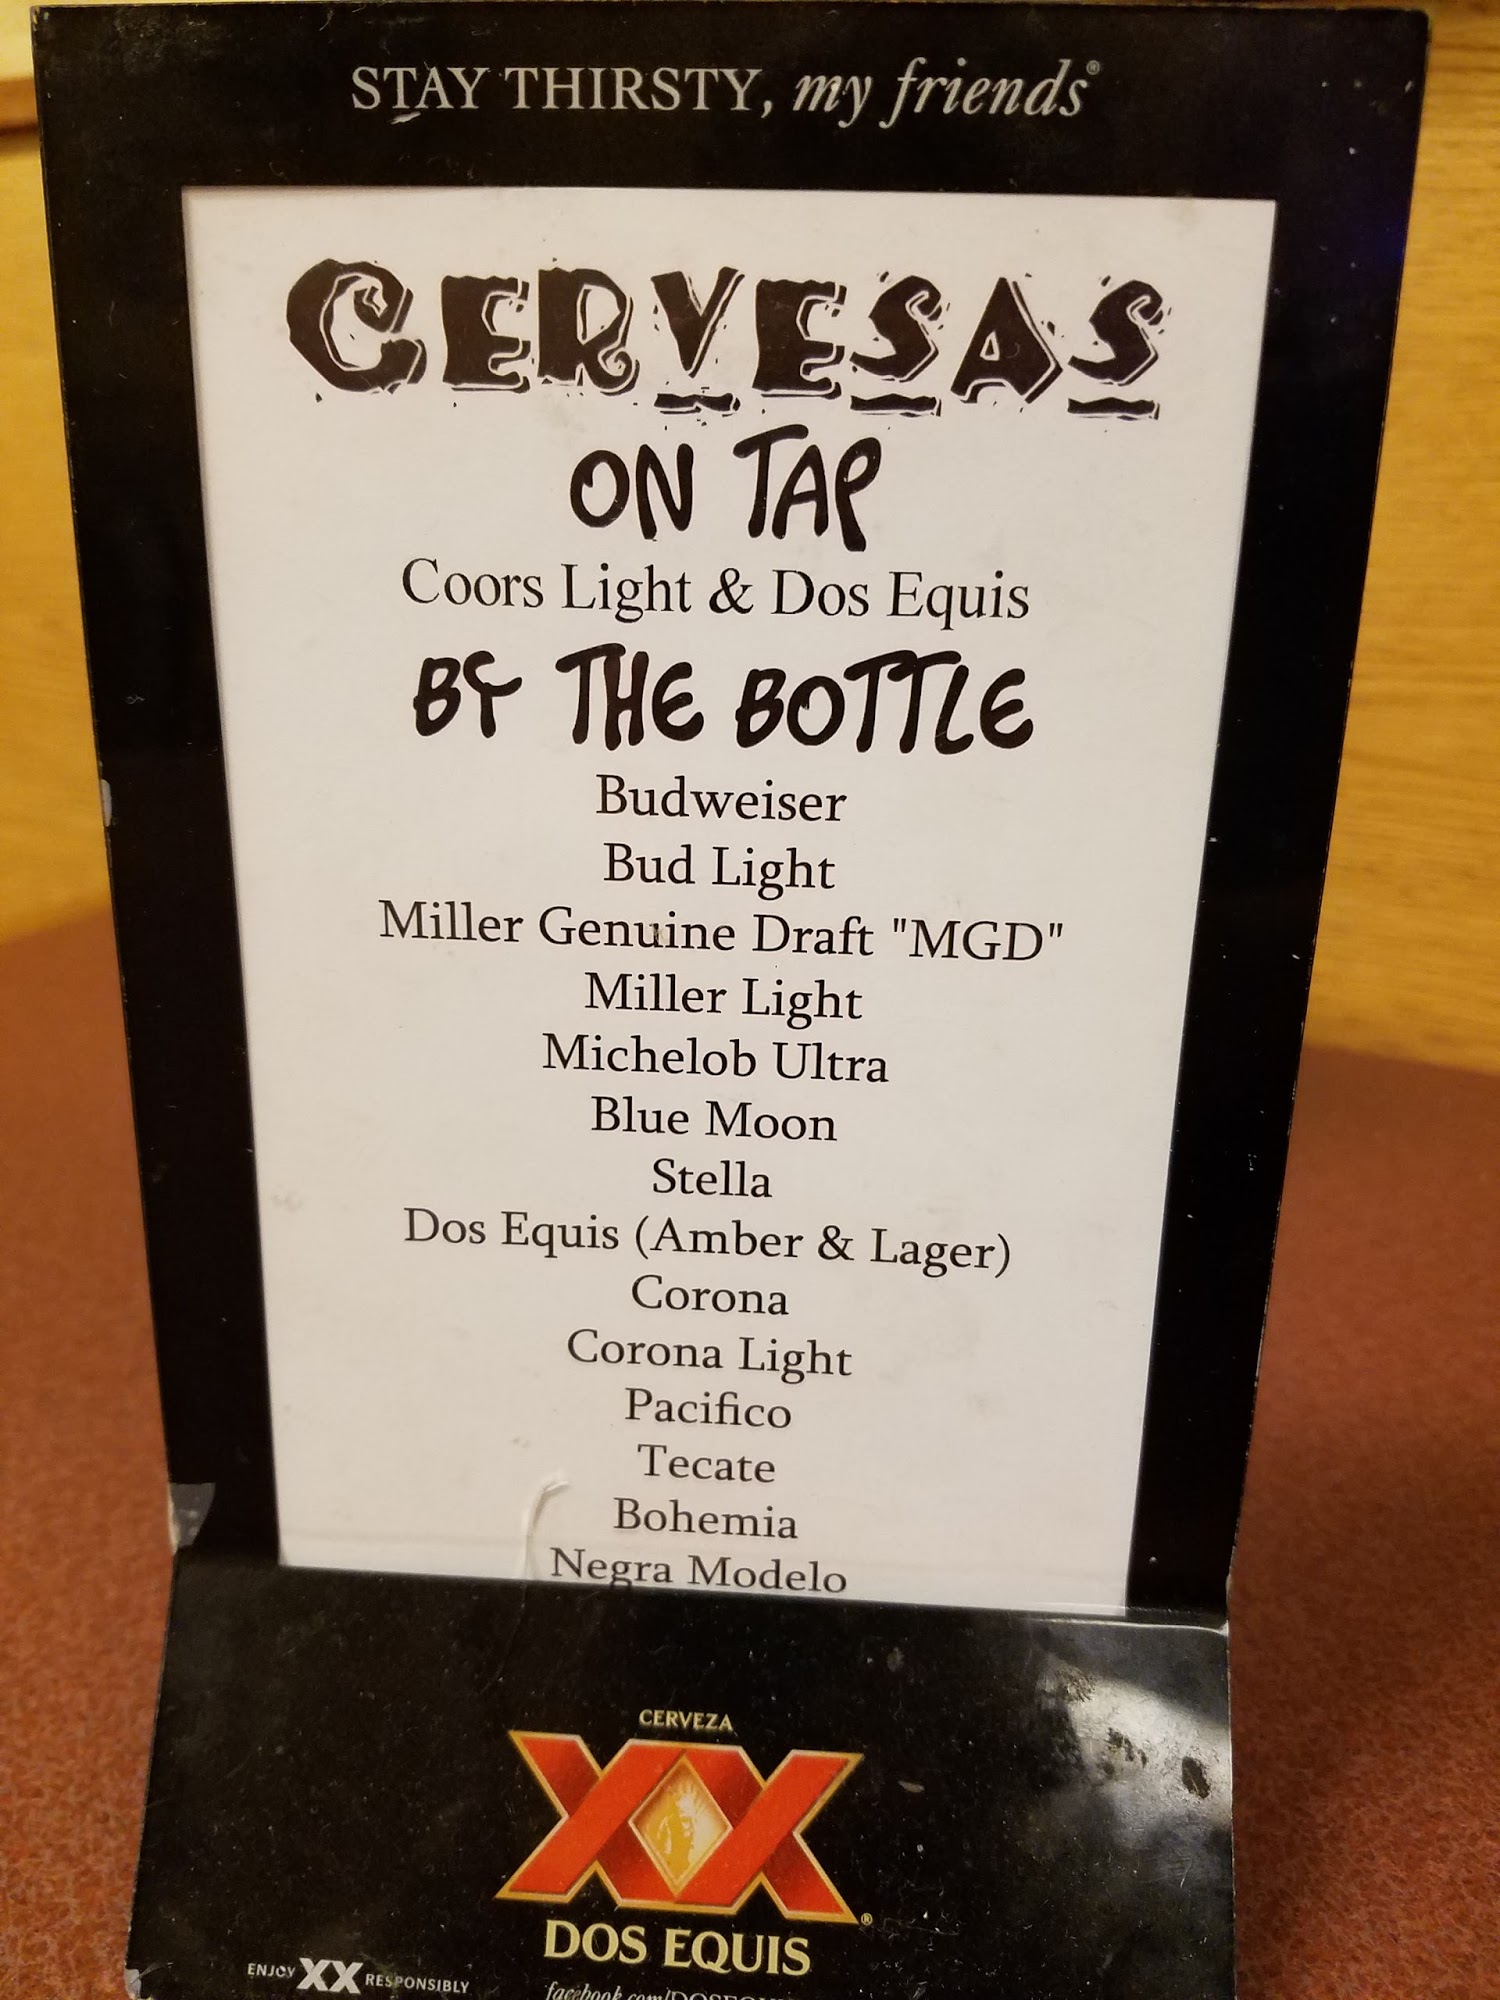 STAY THIRSTY, my friends®
CERVESAS
ON TAP
Coors Light & Dos Equis
BY THE BOTTLE
Budweiser
Bud Light
Miller Genuine Draft "MGD"
Miller Light
Michelob Ultra
Blue Moon
Stella
Dos Equis (Amber & Lager)
Corona
Corona Light
Pacifico
Tecate
Bohemia
Negra Modelo
CERVEZA
XX®
DOS EQUIS
ENJOY XX RESPONSIBLY